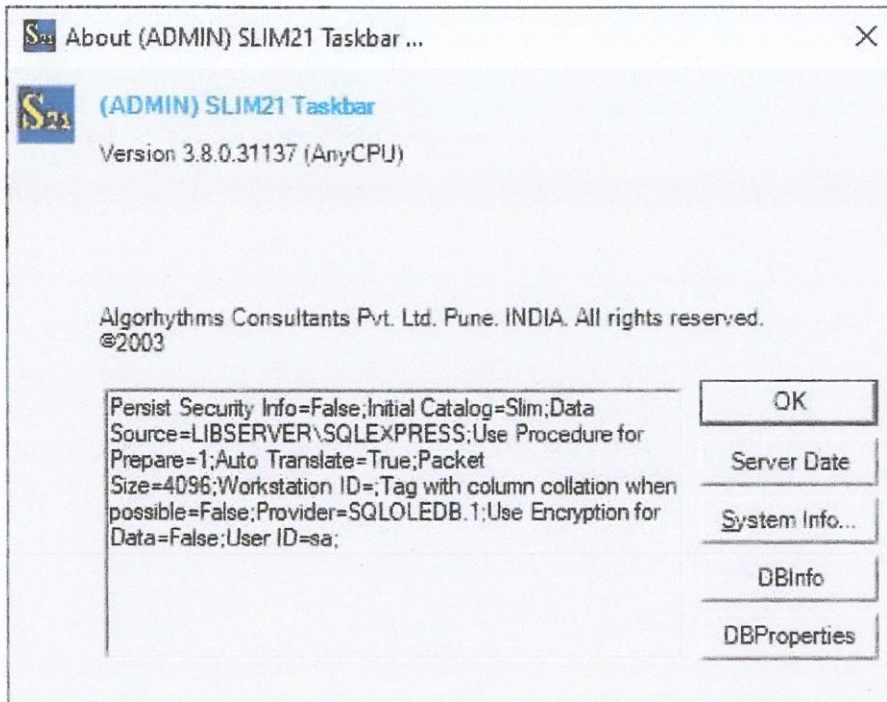 S21 About (ADMIN) SLIM21 Taskbar ...
S21 (ADMIN) SLIM21 Taskbar
Version 3.8.0.31137 (AnyCPU)
Algorhythms Consultants Pvt. Ltd. Pune. INDIA. All rights reserved.
©2003
Persist Security Info=False;Initial Catalog=Slim;Data
Source=LIBSERVER\SQLEXPRESS;Use Procedure for
Prepare=1;Auto Translate=True;Packet
Size=4096;Workstation ID=;Tag with column collation when
possible=False;Provider=SQLOLEDB.1;Use Encryption for
Data=False;User ID=sa;
OK
Server Date
System Info...
DBInfo
DBProperties